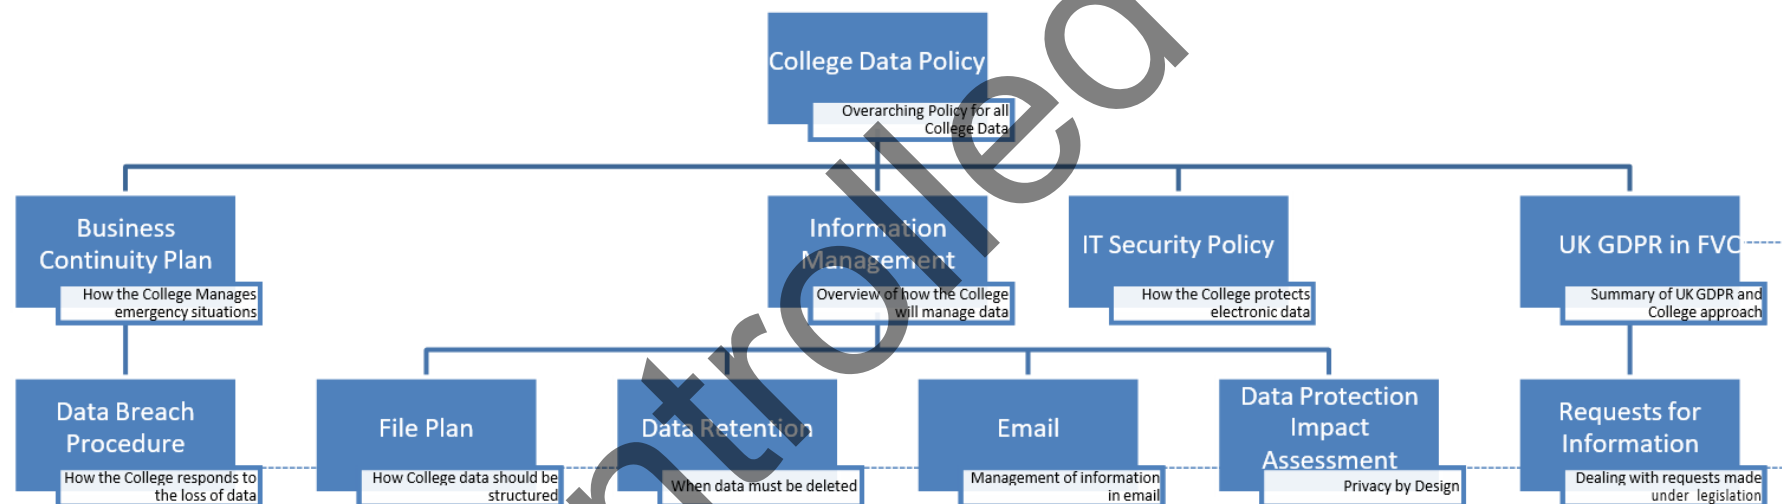 College Data Policy
Overarching Policy for all
College Data
Business
Continuity Plan
How the College Manages
emergency situations
Information
Management
Overview of how the College
will manage data
IT Security Policy
How the College protects
electronic data
UK GDPR in FVC
Summary of UK GDPR and
College approach
Data Breach
Procedure
How the College responds to
the loss of data
File Plan
How College data should be
structured
Data Retention
When data must be deleted
Email
Management of information
in email
Data Protection
Impact
Assessment
Privacy by Design
Requests for
Information
Dealing with requests made
under legislation
ntrolled